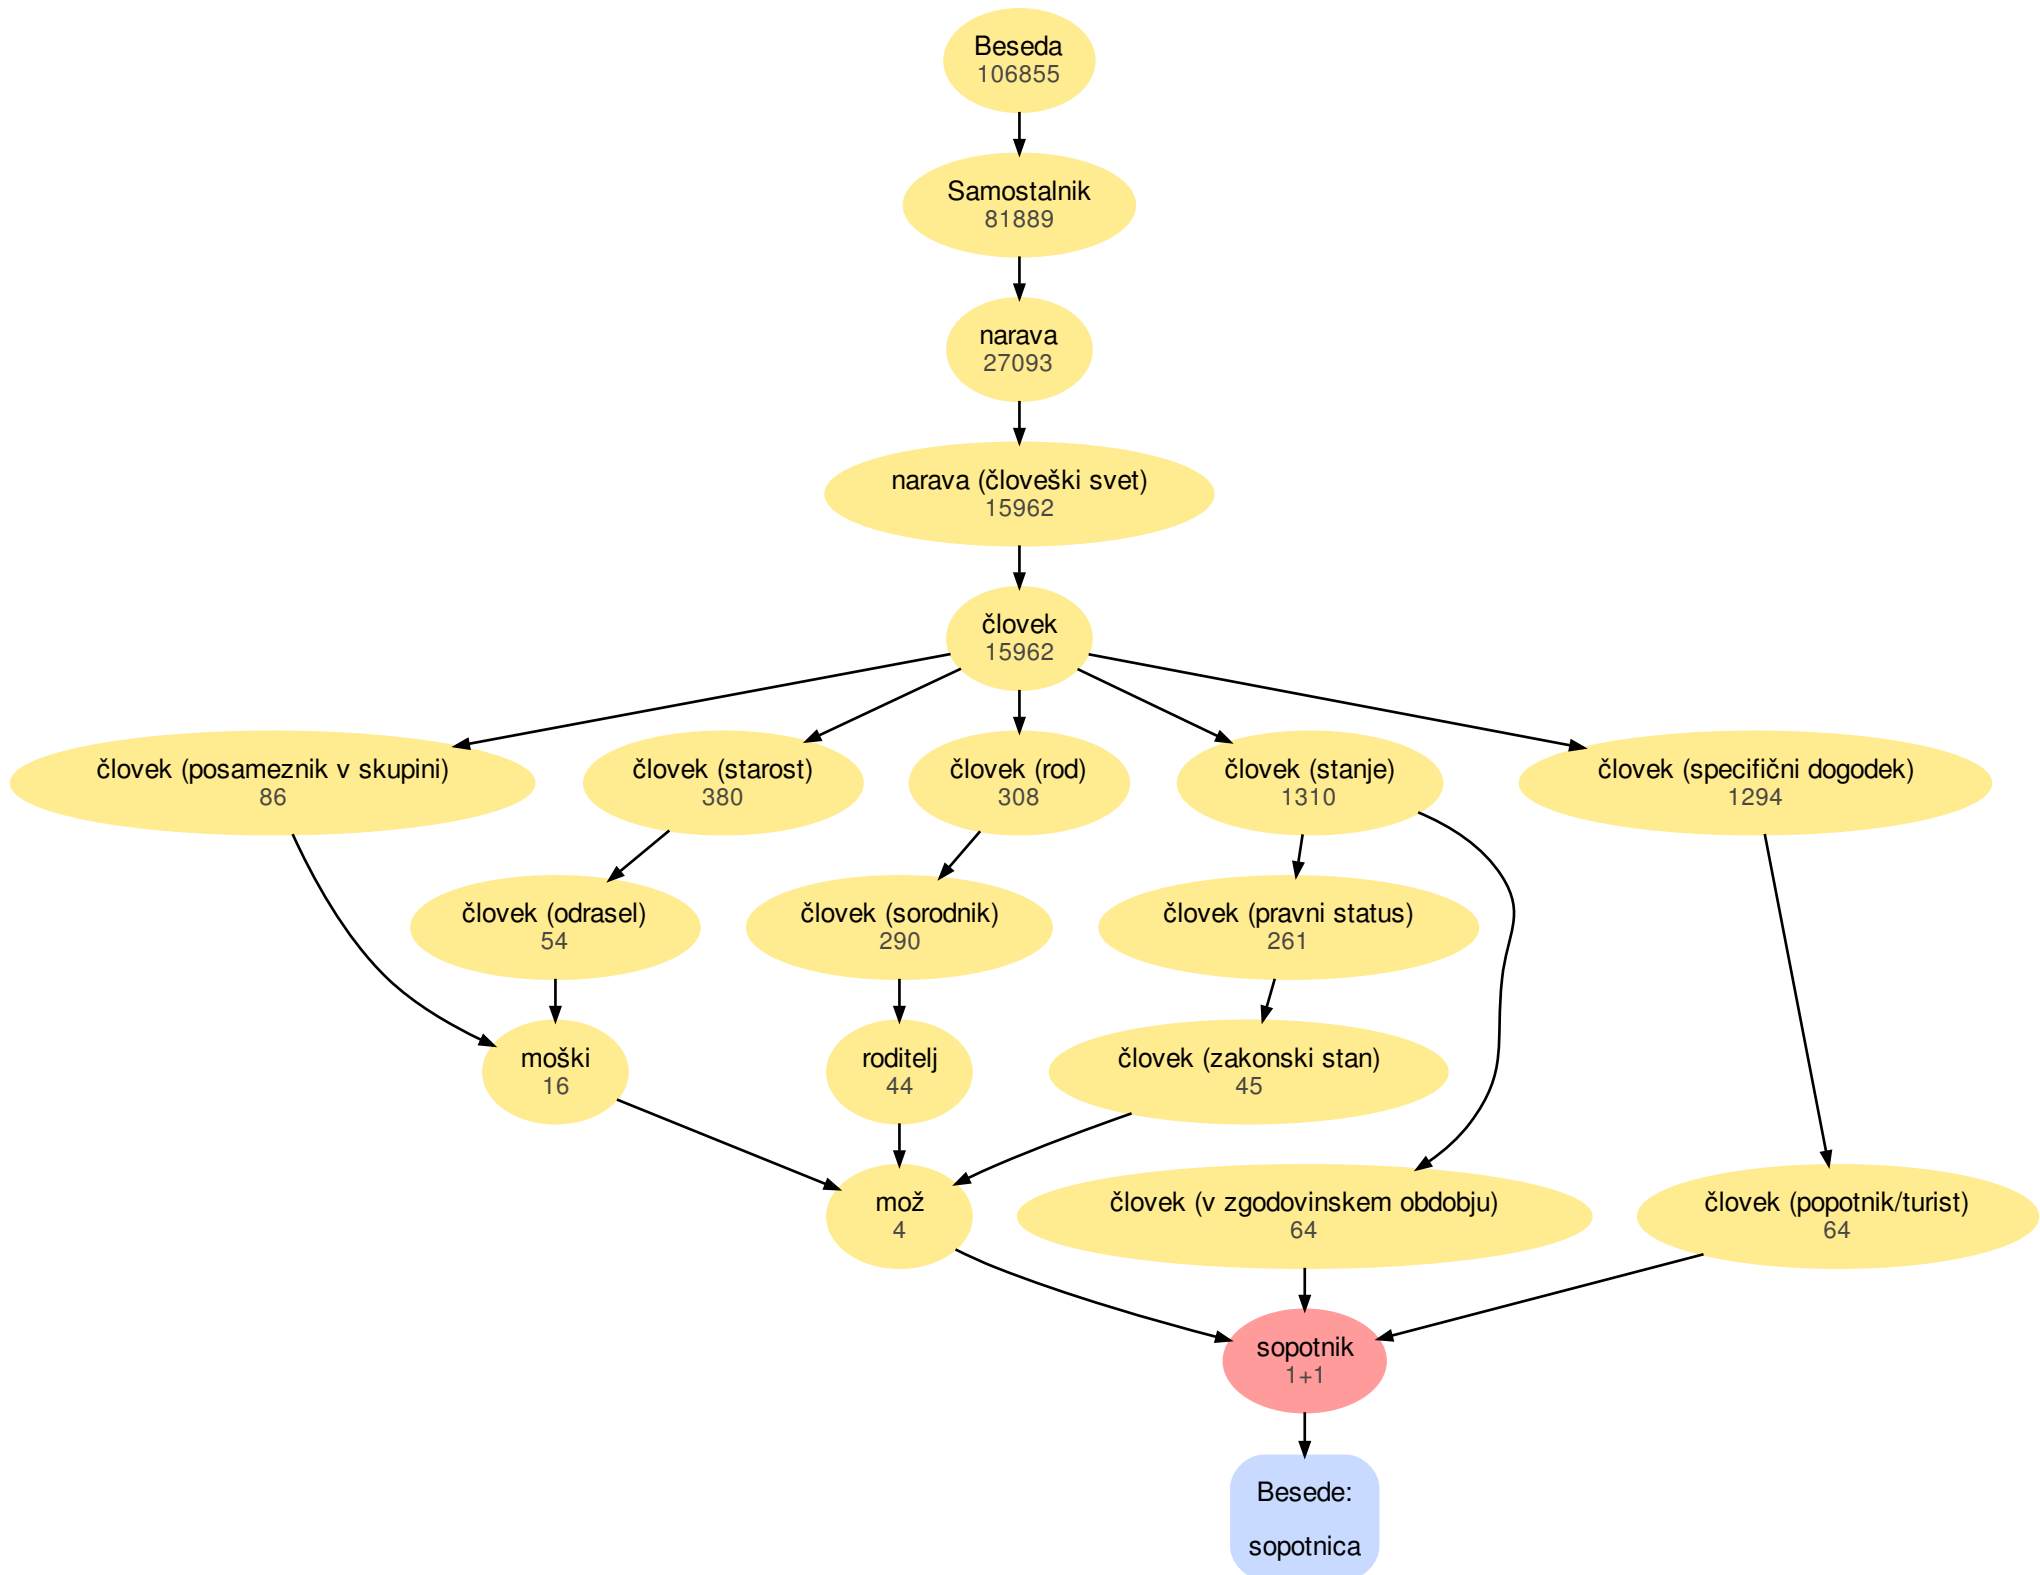 Beseda
106855
Samostalnik
81889
narava
27093
narava (človeški svet)
15962
človek
15962
človek (posameznik v skupini)
86
človek (starost)
380
človek (rod)
308
človek (stanje)
1310
človek (specifični dogodek)
1294
človek (odrasel)
54
človek (sorodnik)
290
človek (pravni status)
261
moški
16
roditelj
44
človek (zakonski stan)
45
mož
4
človek (v zgodovinskem obdobju)
64
človek (popotnik/turist)
64
sopotnik
1+1
Besede:
sopotnica